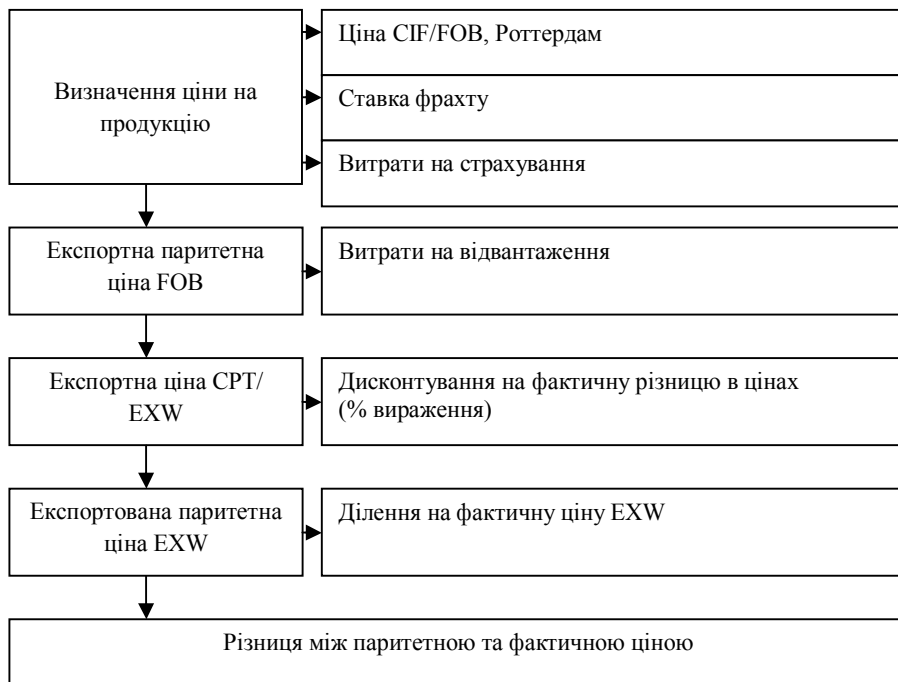 Визначення ціни на
продукцію
Ціна CIF/FOB, Роттердам
Ставка фрахту
Витрати на страхування
Експортна паритетна
ціна FOB
Витрати на відвантаження
Експортна ціна CPT/
EXW
Дисконтування на фактичну різницю в цінах
(% вираження)
Експортована паритетна
ціна EXW
Ділення на фактичну ціну EXW
Різниця між паритетною та фактичною ціною